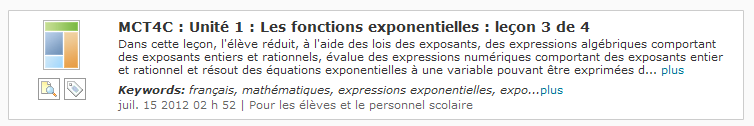 MCT4C : Unité 1 : Les fonctions exponentielles : leçon 3 de 4
Dans cette leçon, l'élève réduit, à l'aide des lois des exposants, des expressions algébriques comportant
des exposants entiers et rationnels, évalue des expressions numériques comportant des exposants entier
et rationnel et résout des équations exponentielles à une variable pouvant être exprimées d... plus
Keywords: français, mathématiques, expressions exponentielles, expo...plus
juil. 15 2012 02 h 52 | Pour les élèves et le personnel scolaire